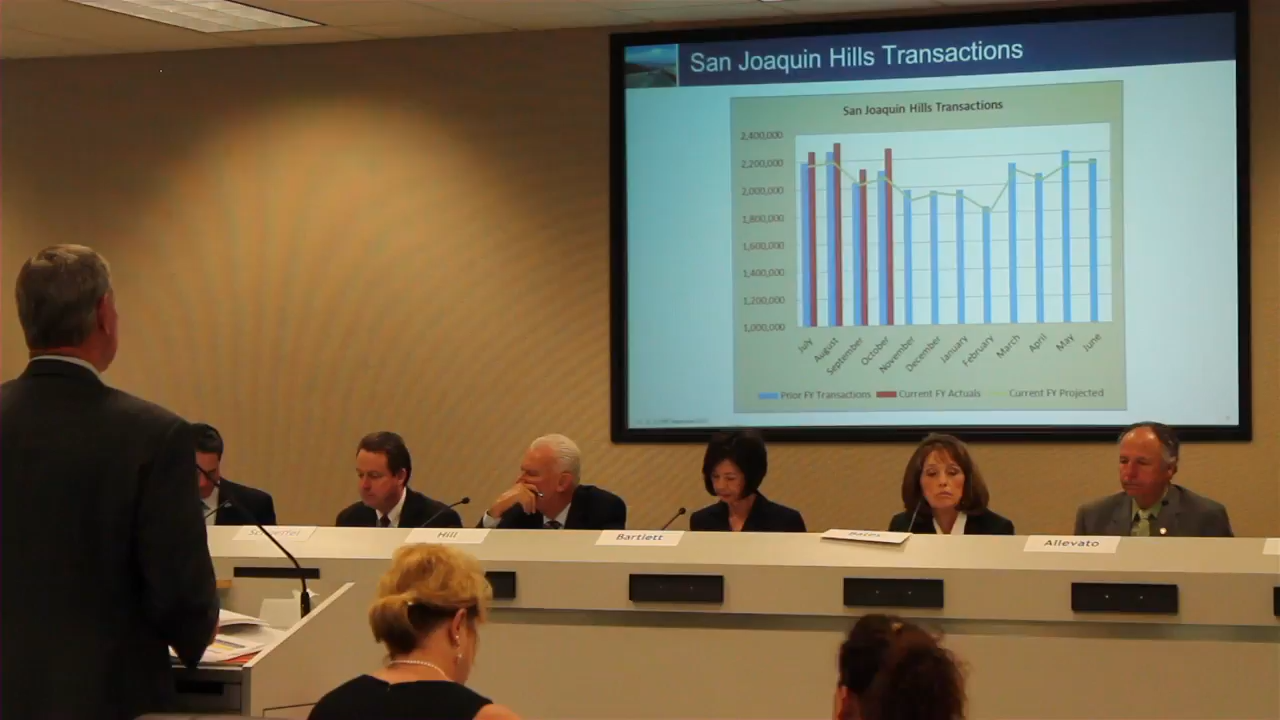 San Joaquin Hills Transactions
San Joaquin Hills Transactions
2,400,000
2,200,000
2,000,000
1,800,000
1,600,000
1,400,000
1,200,000
1,000,000
July August September October November December January February March April May June
Prior FY Transactions Current FY Actuals Current FY Projected
Hill
Bartlett
Bates
Allevato